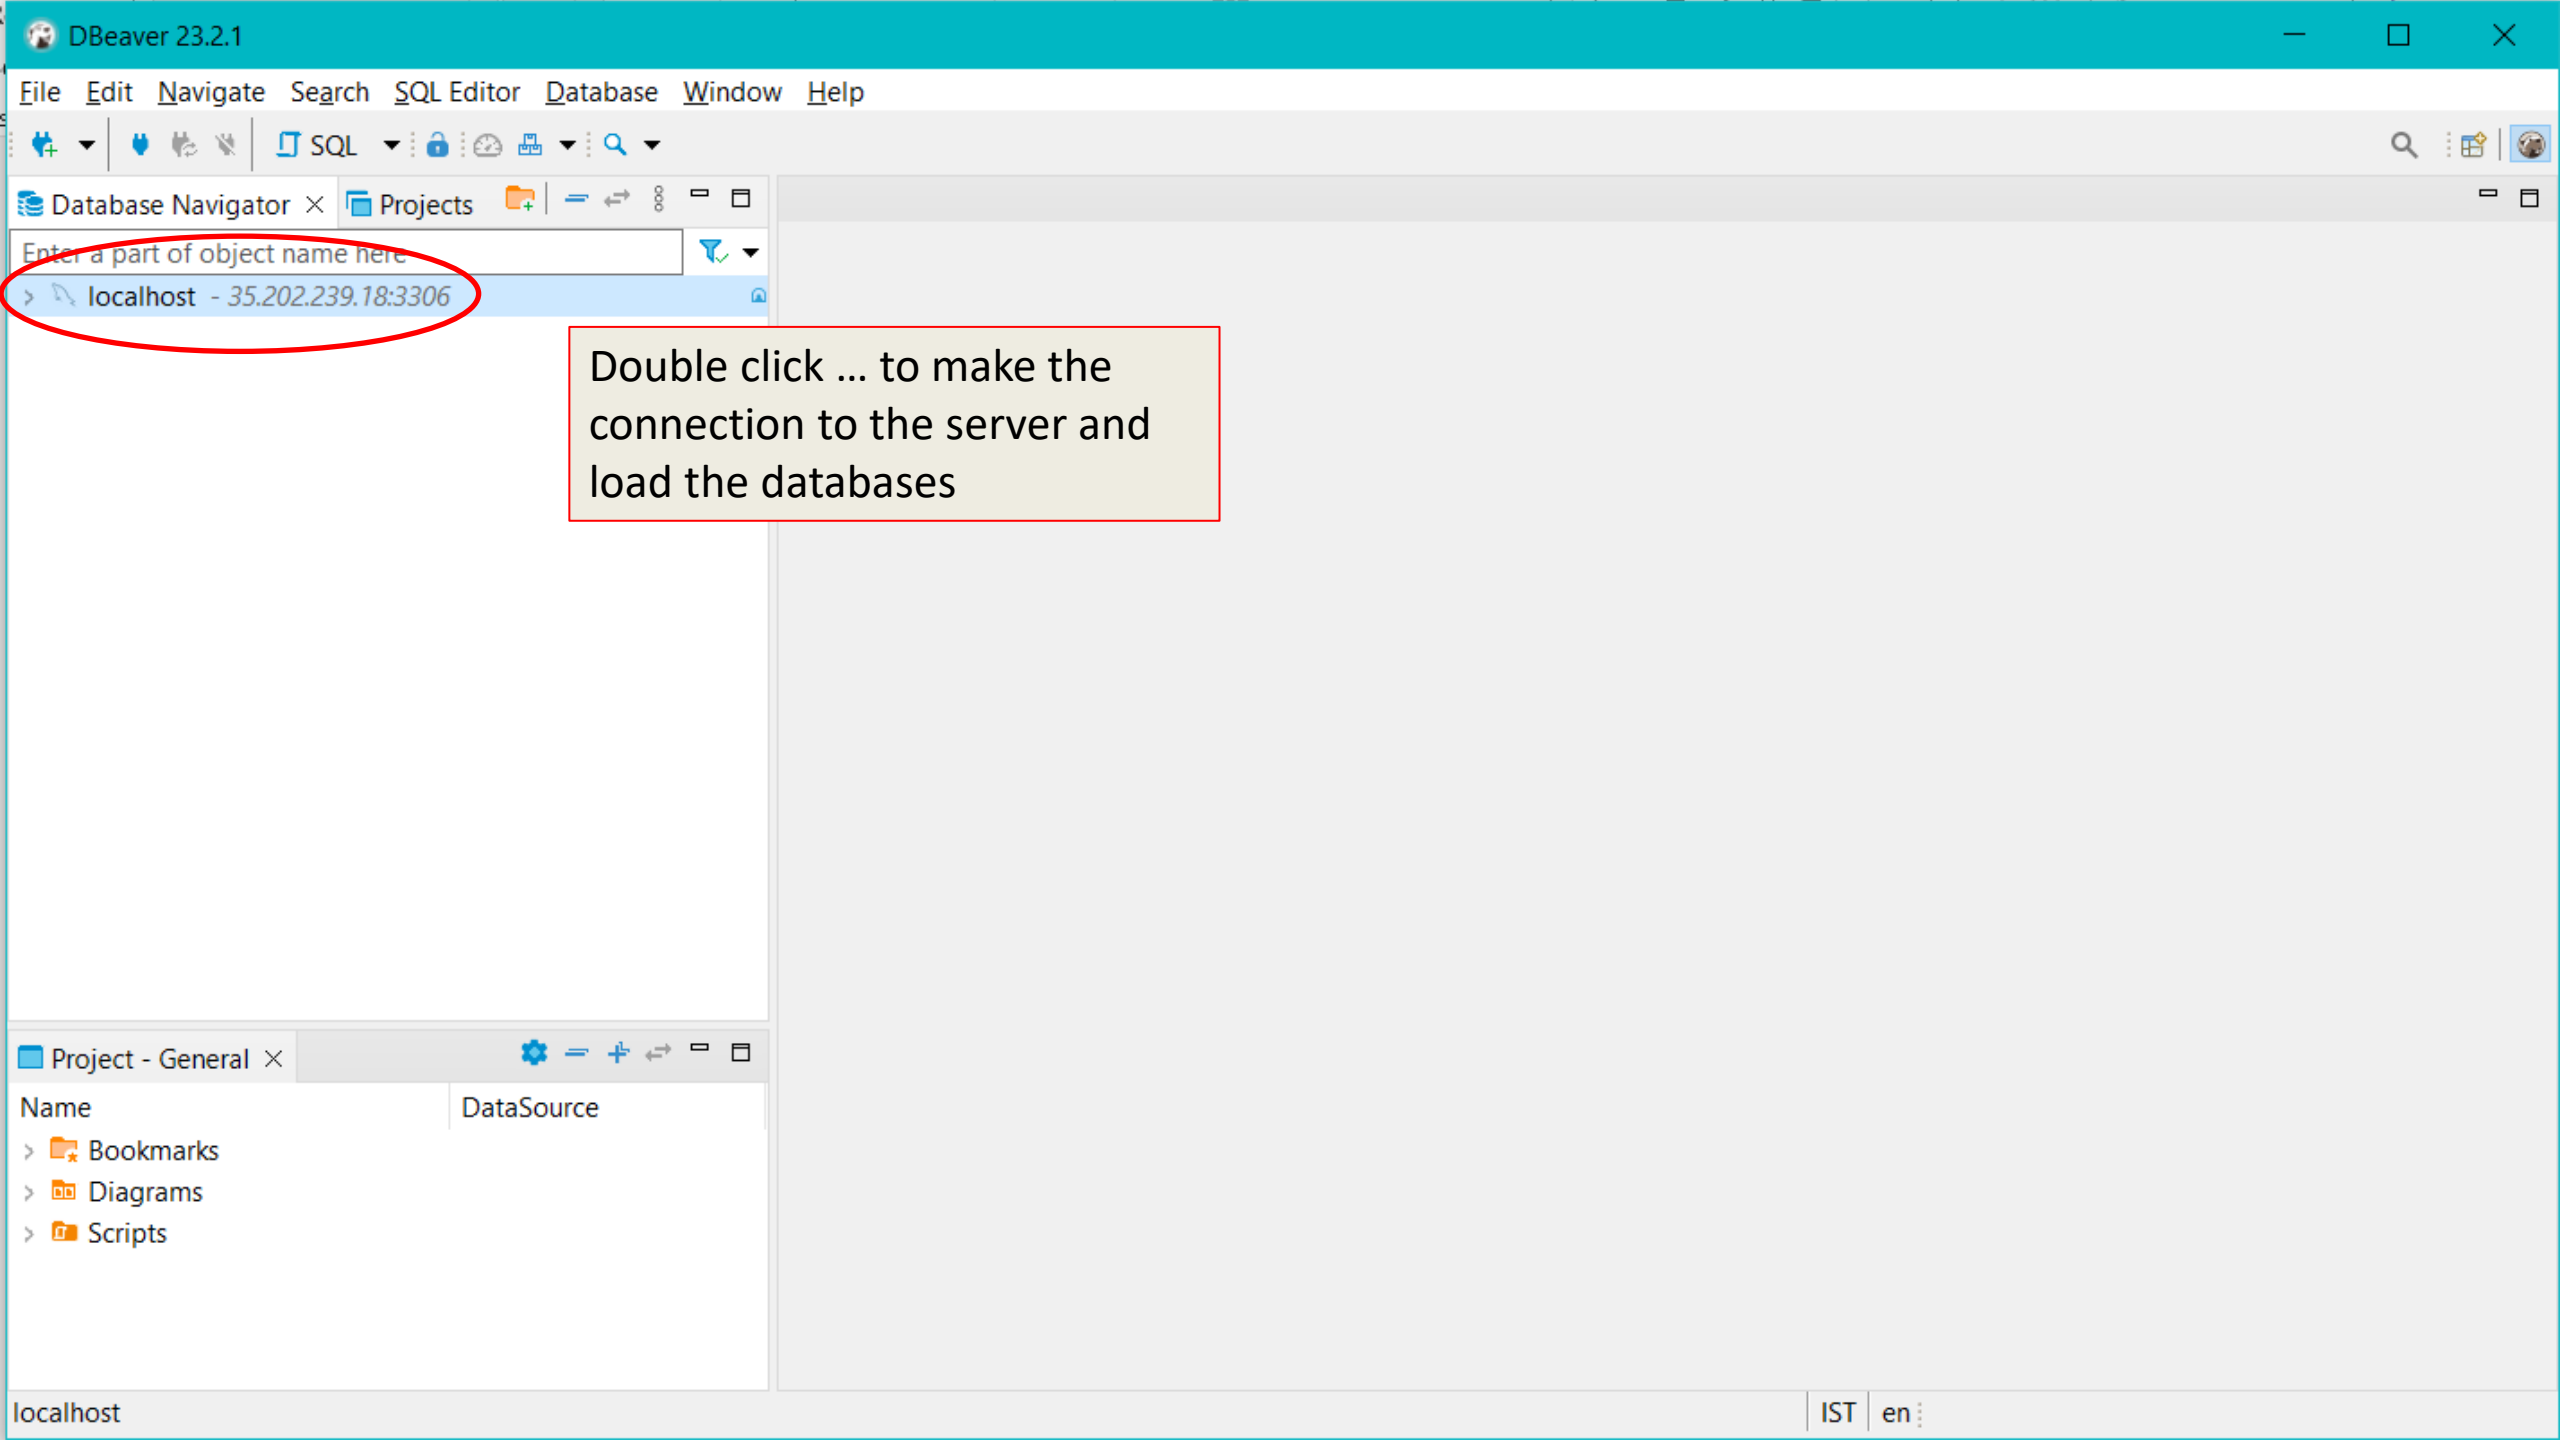 DBeaver 23.2.1
File Edit Navigate Search SQL Editor Database Window Help
SQL
Database Navigator Projects
Enter a part of object name here
localhost - 35.202.239.18:3306
Double click ... to make the
connection to the server and
load the databases
Project - General
Name DataSource
Bookmarks
Diagrams
Scripts
localhost IST en